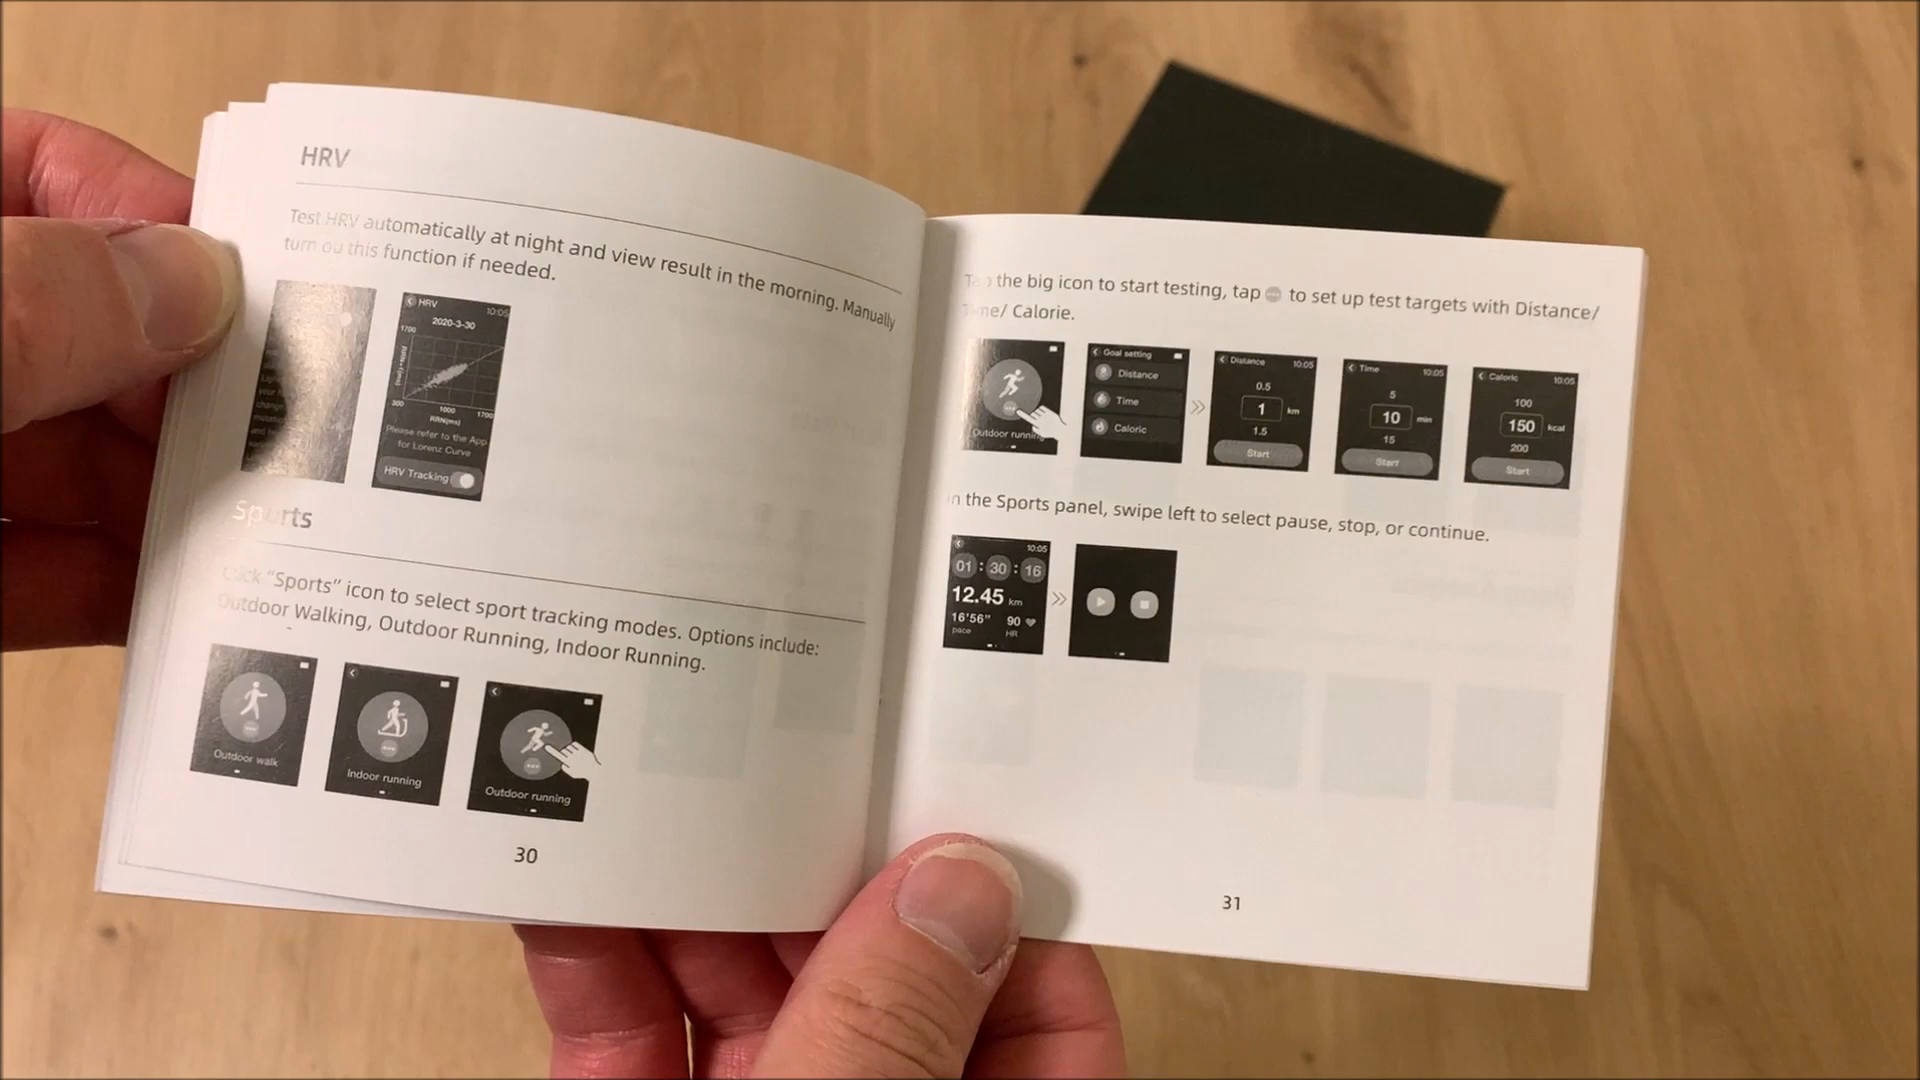 HRV
Test HRV automatically at night and view result in the morning. Manually
turn ou this function if needed.
HRV
10:05
2020-3-30
1700
300
1000
1700
RRN(ms)
Please refer to the App
for Lorenz Curve
HRV Tracking
Sports
Click “Sports” icon to select sport tracking modes. Options include:
Outdoor Walking, Outdoor Running, Indoor Running.
Outdoor walk
Indoor running
Outdoor running
30
Tap the big icon to start testing, tap to set up test targets with Distance/
Time/ Calorie.
Outdoor running
Goal setting
Distance
Time
Caloric
Distance 10:05
0.5
1 km
1.5
Start
Time 10:05
5
10 min
15
Start
Caloric 10:05
100
150 kcal
200
Start
In the Sports panel, swipe left to select pause, stop, or continue.
10:05
01 : 30 : 16
12.45 km
16'56" 90
pace HR
31